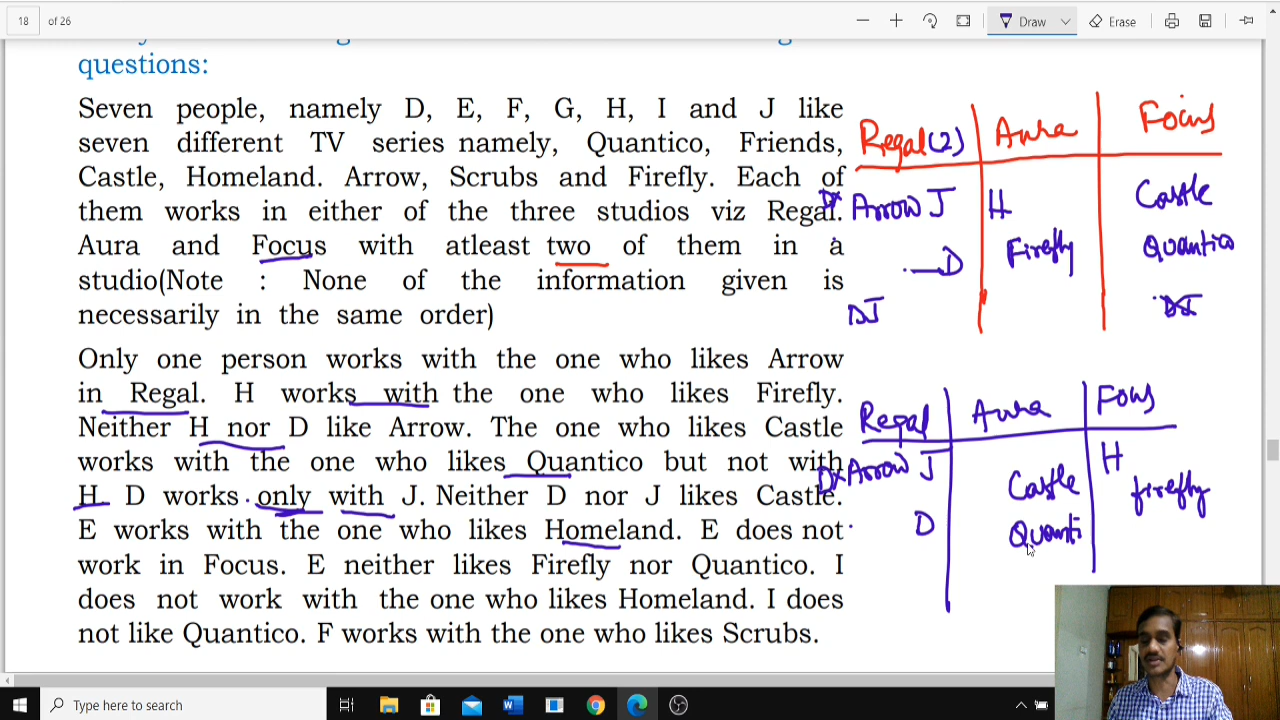 18 of 26
Draw
Erase
questions:
Seven people, namely D, E, F, G, H, I and J like
seven different TV series namely, Quantico, Friends,
Castle, Homeland. Arrow, Scrubs and Firefly. Each of
them works in either of the three studios viz Regal.
Aura and Focus with atleast two of them in a
studio(Note : None of the information given is
necessarily in the same order)
Only one person works with the one who likes Arrow
in Regal. H works with the one who likes Firefly.
Neither H nor D like Arrow. The one who likes Castle
works with the one who likes Quantico but not with
H. D works only with J. Neither D nor J likes Castle.
E works with the one who likes Homeland. E does not
work in Focus. E neither likes Firefly nor Quantico. I
does not work with the one who likes Homeland. I does
not like Quantico. F works with the one who likes Scrubs.
Regal(2) Aura Focus
Dx Arrow J H Castle
D Firefly Quantico
DJ DJ
Regal Aura Focus
Dx Arrow J Castle H
D Quanti firefly
Type here to search